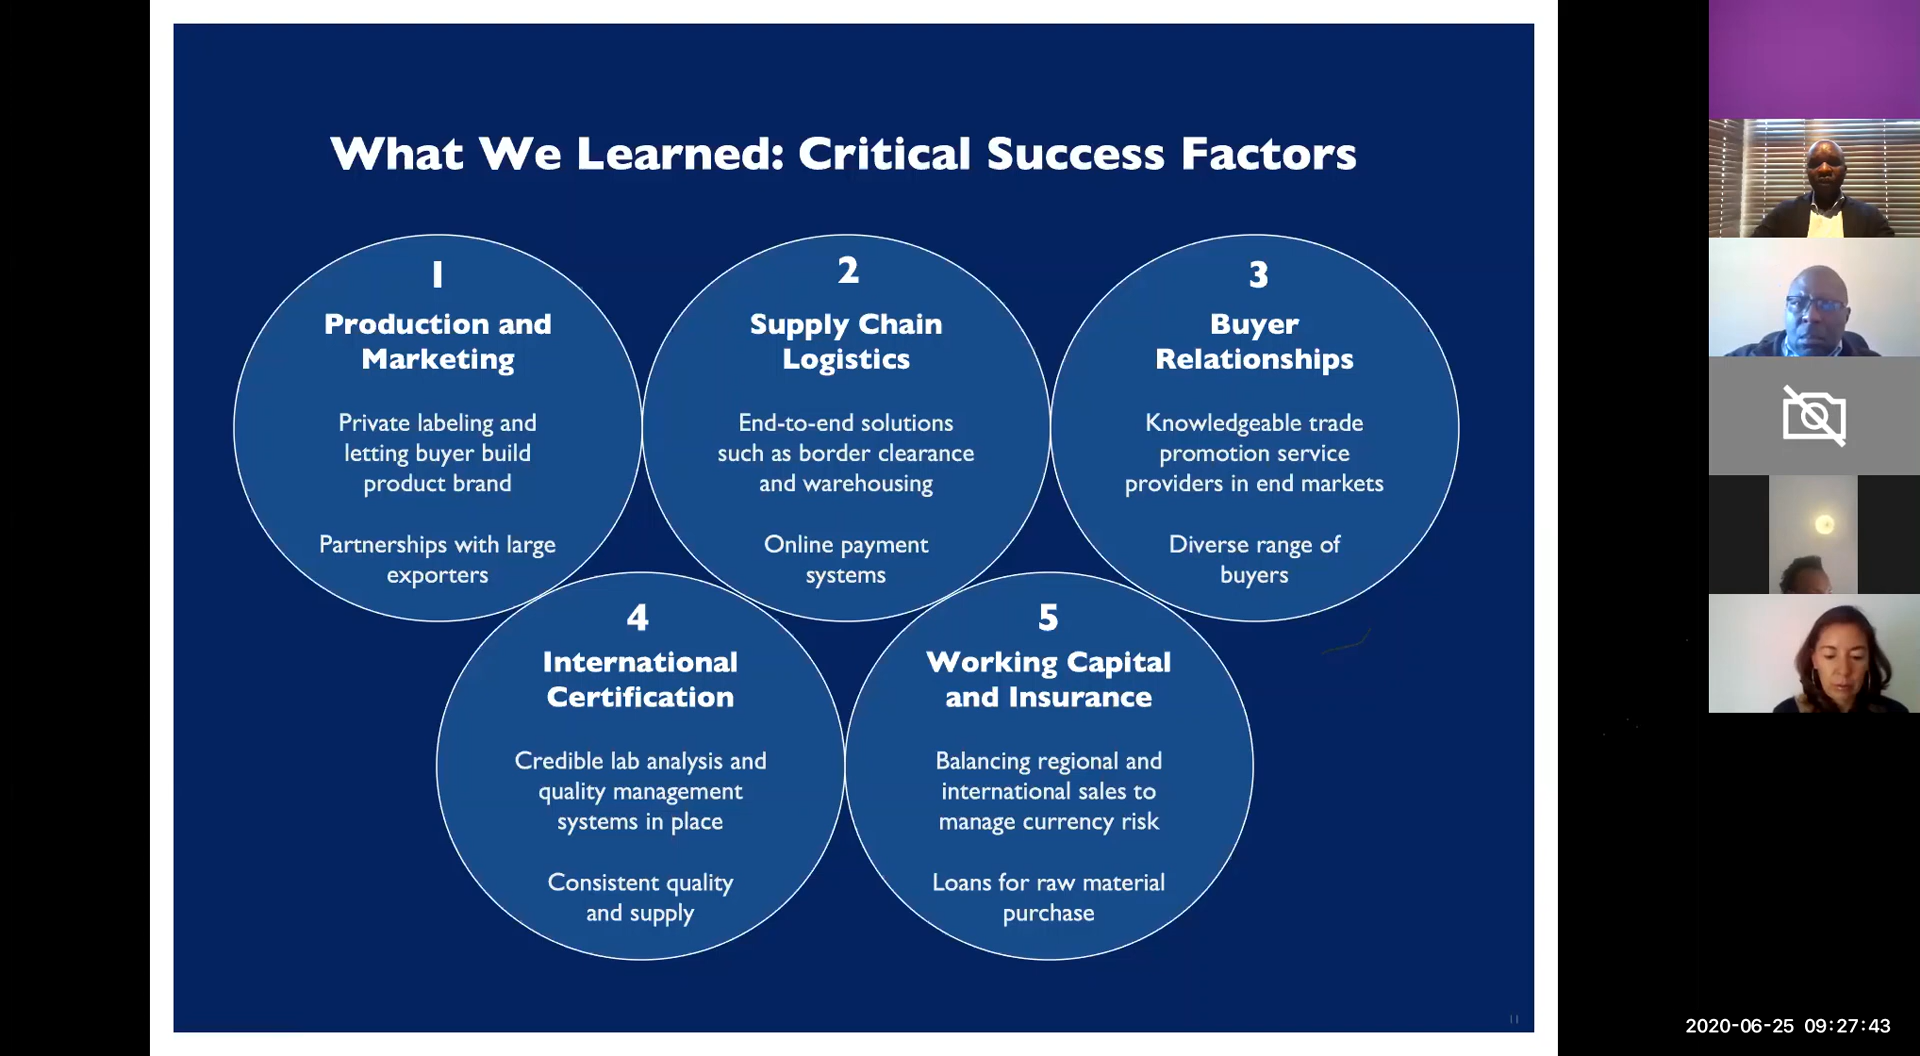 What We Learned: Critical Success Factors
1
Production and
Marketing
Private labeling and
letting buyer build
product brand
Partnerships with large
exporters
2
Supply Chain
Logistics
End-to-end solutions
such as border clearance
and warehousing
Online payment
systems
3
Buyer
Relationships
Knowledgeable trade
promotion service
providers in end markets
Diverse range of
buyers
4
International
Certification
Credible lab analysis and
quality management
systems in place
Consistent quality
and supply
5
Working Capital
and Insurance
Balancing regional and
international sales to
manage currency risk
Loans for raw material
purchase
11
2020-06-25 09:27:43